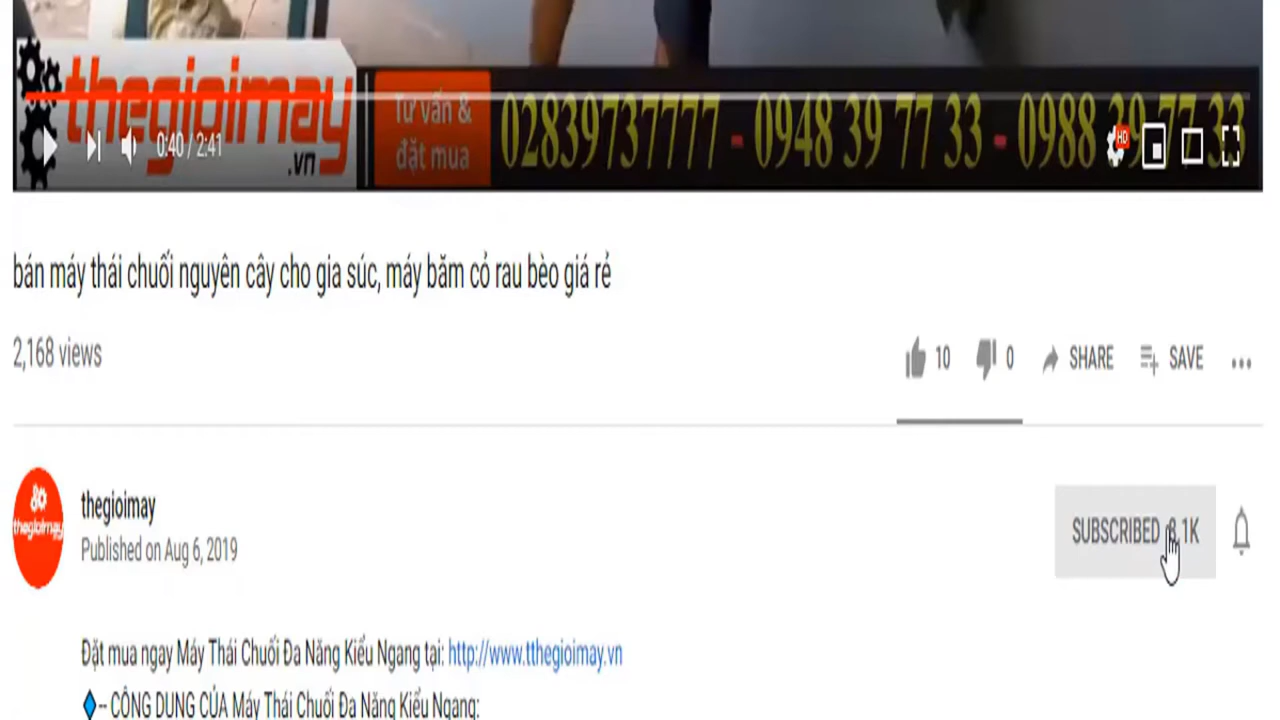 thegioimay
.vn
Tư vấn &
đặt mua
02839737777 - 0948 39 77 33 - 0988 39 77 33
0:40 / 2:41
HD
bán máy thái chuối nguyên cây cho gia súc, máy băm cỏ rau bèo giá rẻ
2,168 views
10 0 SHARE SAVE
thegioimay
thegioimay
Published on Aug 6, 2019
SUBSCRIBED
Đặt mua ngay Máy Thái Chuối Đa Năng Kiểu Ngang tại: http://www.tthegioimay.vn
-- CÔNG DỤNG CỦA Máy Thái Chuối Đa Năng Kiểu Ngang: